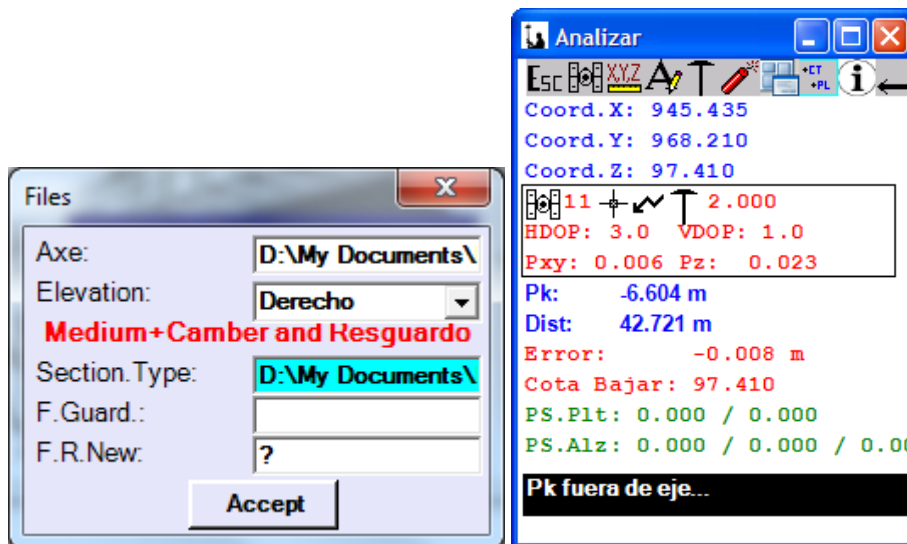 Files
Axe: D:\My Documents\
Elevation: Derecho
Medium+Camber and Resguardo
Section.Type: D:\My Documents\
F.Guard.:
F.R.New: ?
Accept
Analizar
Esc XYZ A +CT +PL i
Coord.X: 945.435
Coord.Y: 968.210
Coord.Z: 97.410
11 2.000
HDOP: 3.0 VDOP: 1.0
Pxy: 0.006 Pz: 0.023
Pk: -6.604 m
Dist: 42.721 m
Error: -0.008 m
Cota Bajar: 97.410
PS.Plt: 0.000 / 0.000
PS.Alz: 0.000 / 0.000 / 0.00
Pk fuera de eje...